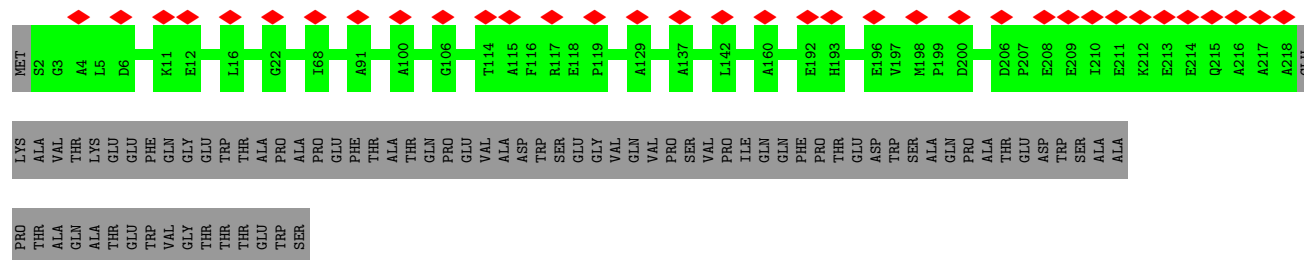 MET S2 G3 A4 L5 D6 K11 E12 L16 G22 I68 A91 A100 G106 T114 A115 F116 R117 E118 P119 A129 A137 L142 A160 E192 H193 E196 V197 M198 P199 D200 D206 P207 E208 E209 I210 E211 K212 E213 E214 Q215 A216 A217 A218 GLU
LYS ALA VAL THR LYS GLU GLU PHE GLN GLY GLU TRP THR ALA PRO ALA PRO GLU PHE THR ALA THR GLN PRO GLU VAL ALA ASP TRP SER GLU GLY VAL GLN VAL PRO SER VAL PRO ILE GLN GLN PHE PRO THR GLU ASP TRP SER ALA GLN PRO ALA THR GLU ASP TRP SER ALA ALA
PRO THR ALA GLN ALA THR GLU TRP VAL GLY THR THR THR GLU TRP SER